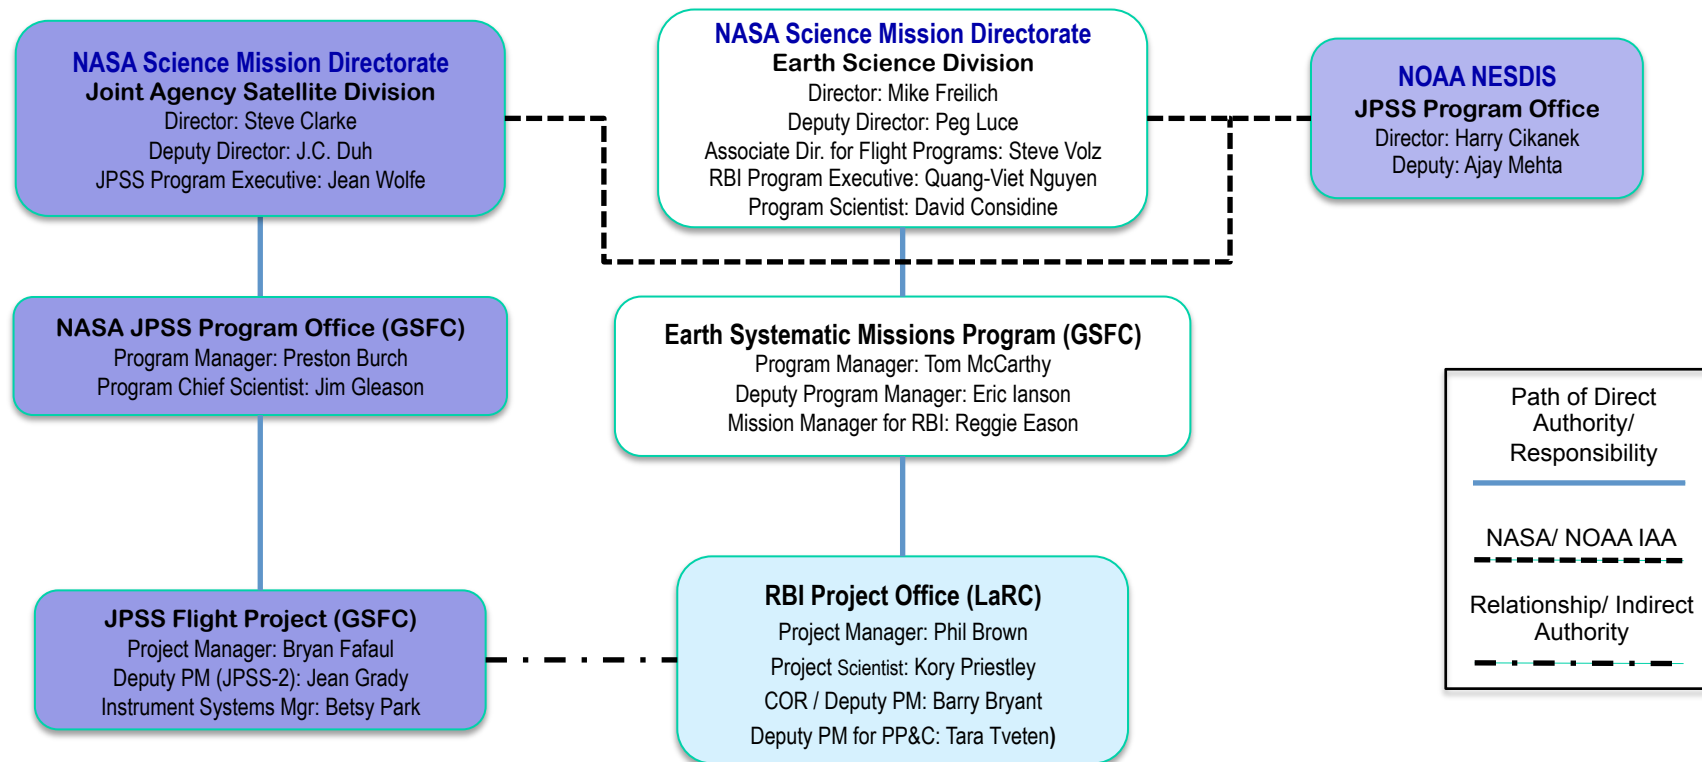 NASA Science Mission Directorate
Joint Agency Satellite Division
Director: Steve Clarke
Deputy Director: J.C. Duh
JPSS Program Executive: Jean Wolfe
NASA Science Mission Directorate
Earth Science Division
Director: Mike Freilich
Deputy Director: Peg Luce
Associate Dir. for Flight Programs: Steve Volz
RBI Program Executive: Quang-Viet Nguyen
Program Scientist: David Considine
NOAA NESDIS
JPSS Program Office
Director: Harry Cikanek
Deputy: Ajay Mehta
NASA JPSS Program Office (GSFC)
Program Manager: Preston Burch
Program Chief Scientist: Jim Gleason
Earth Systematic Missions Program (GSFC)
Program Manager: Tom McCarthy
Deputy Program Manager: Eric Ianson
Mission Manager for RBI: Reggie Eason
JPSS Flight Project (GSFC)
Project Manager: Bryan Fafaul
Deputy PM (JPSS-2): Jean Grady
Instrument Systems Mgr: Betsy Park
RBI Project Office (LaRC)
Project Manager: Phil Brown
Project Scientist: Kory Priestley
COR / Deputy PM: Barry Bryant
Deputy PM for PP&C: Tara Tveten)
Path of Direct
Authority/
Responsibility
NASA/ NOAA IAA
Relationship/ Indirect
Authority